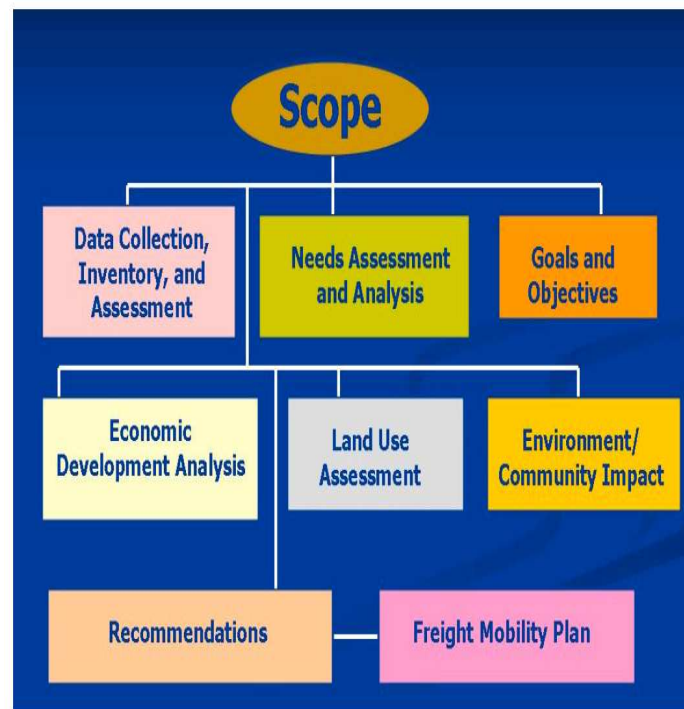 Scope
Data Collection,
Inventory, and
Assessment
Needs Assessment
and Analysis
Goals and
Objectives
Economic
Development Analysis
Land Use
Assessment
Environment/
Community Impact
Recommendations
Freight Mobility Plan